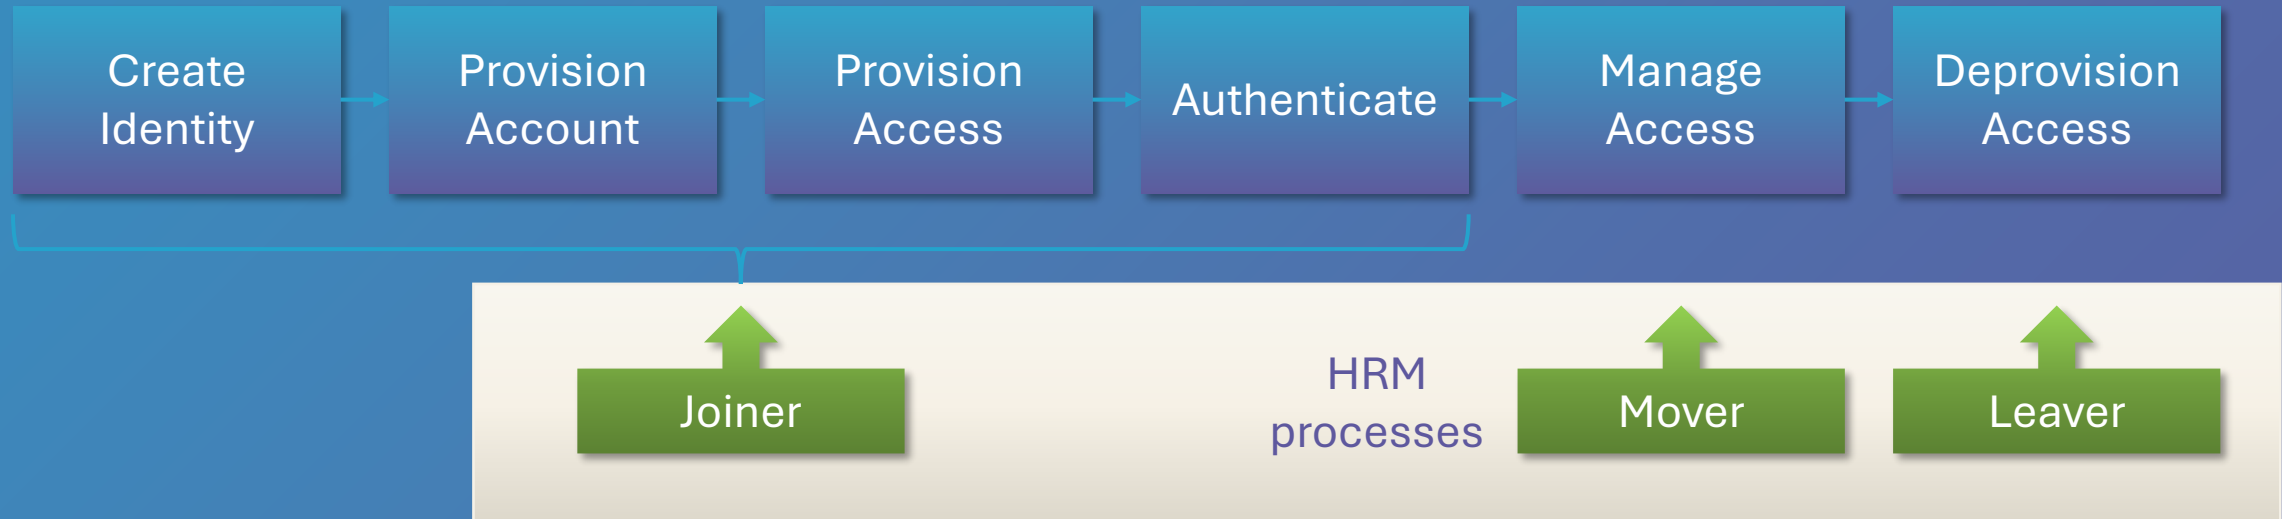 Create
Identity
Provision
Account
Provision
Access
Authenticate
Manage
Access
Deprovision
Access
Joiner
HRM
processes
Mover
Leaver